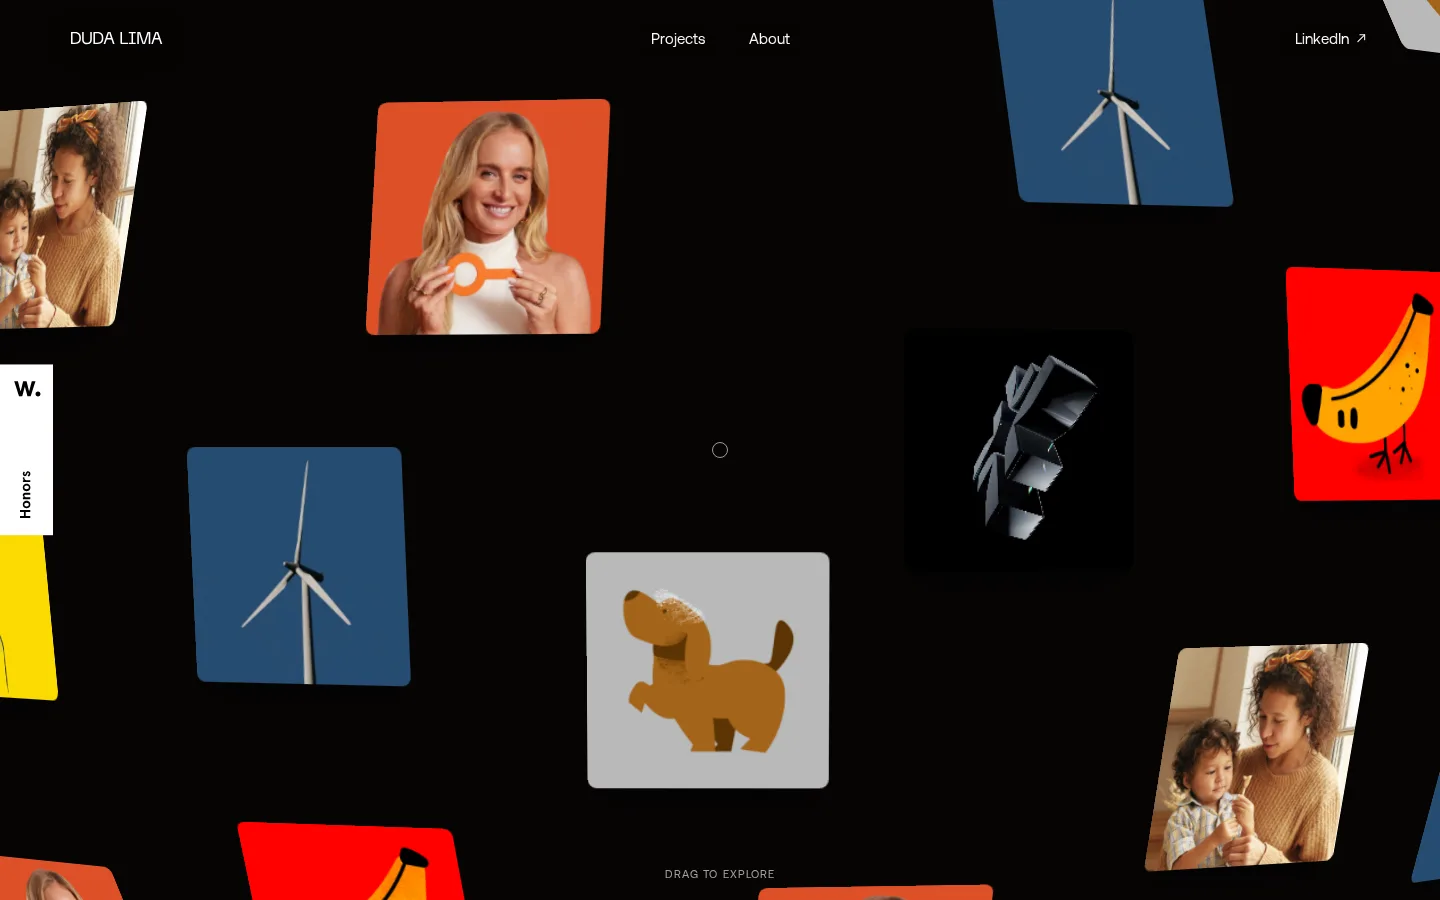 DUDA LIMA
Projects
About
LinkedIn ↗
W.
Honors
DRAG TO EXPLORE